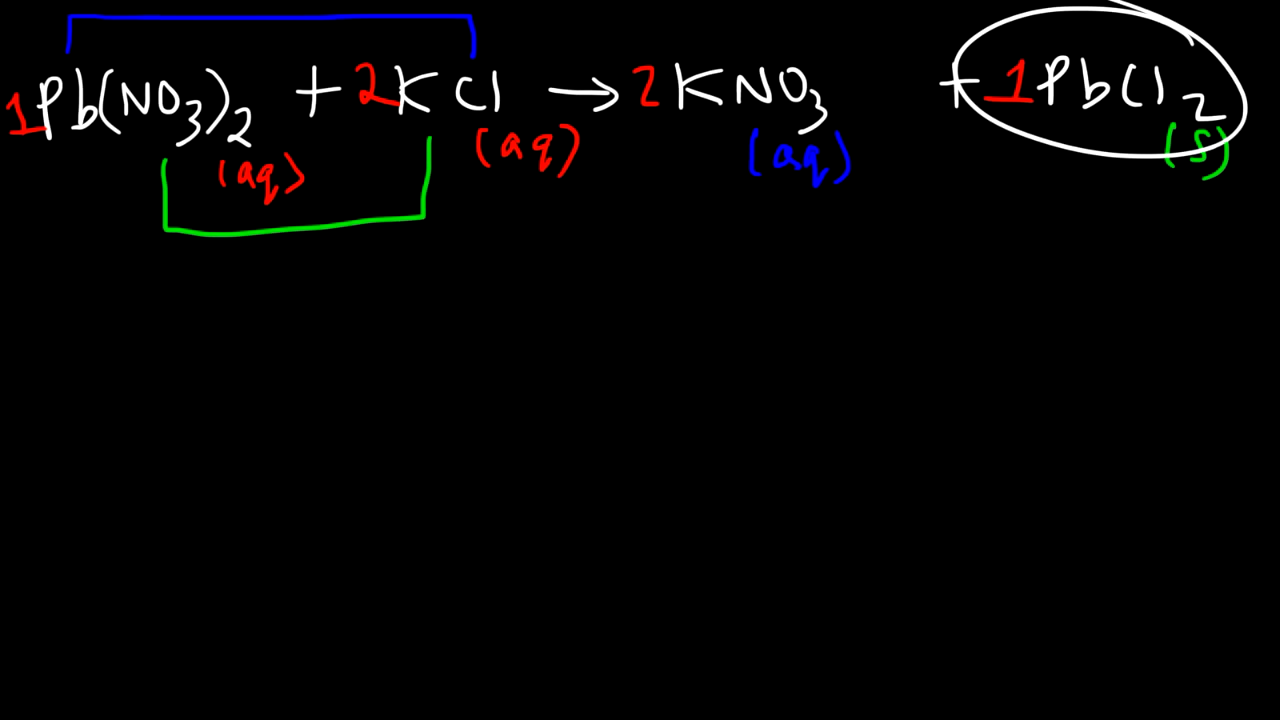 1Pb(NO3)2 (aq) + 2KCl (aq) → 2KNO3 (aq) + 1PbCl2 (s)